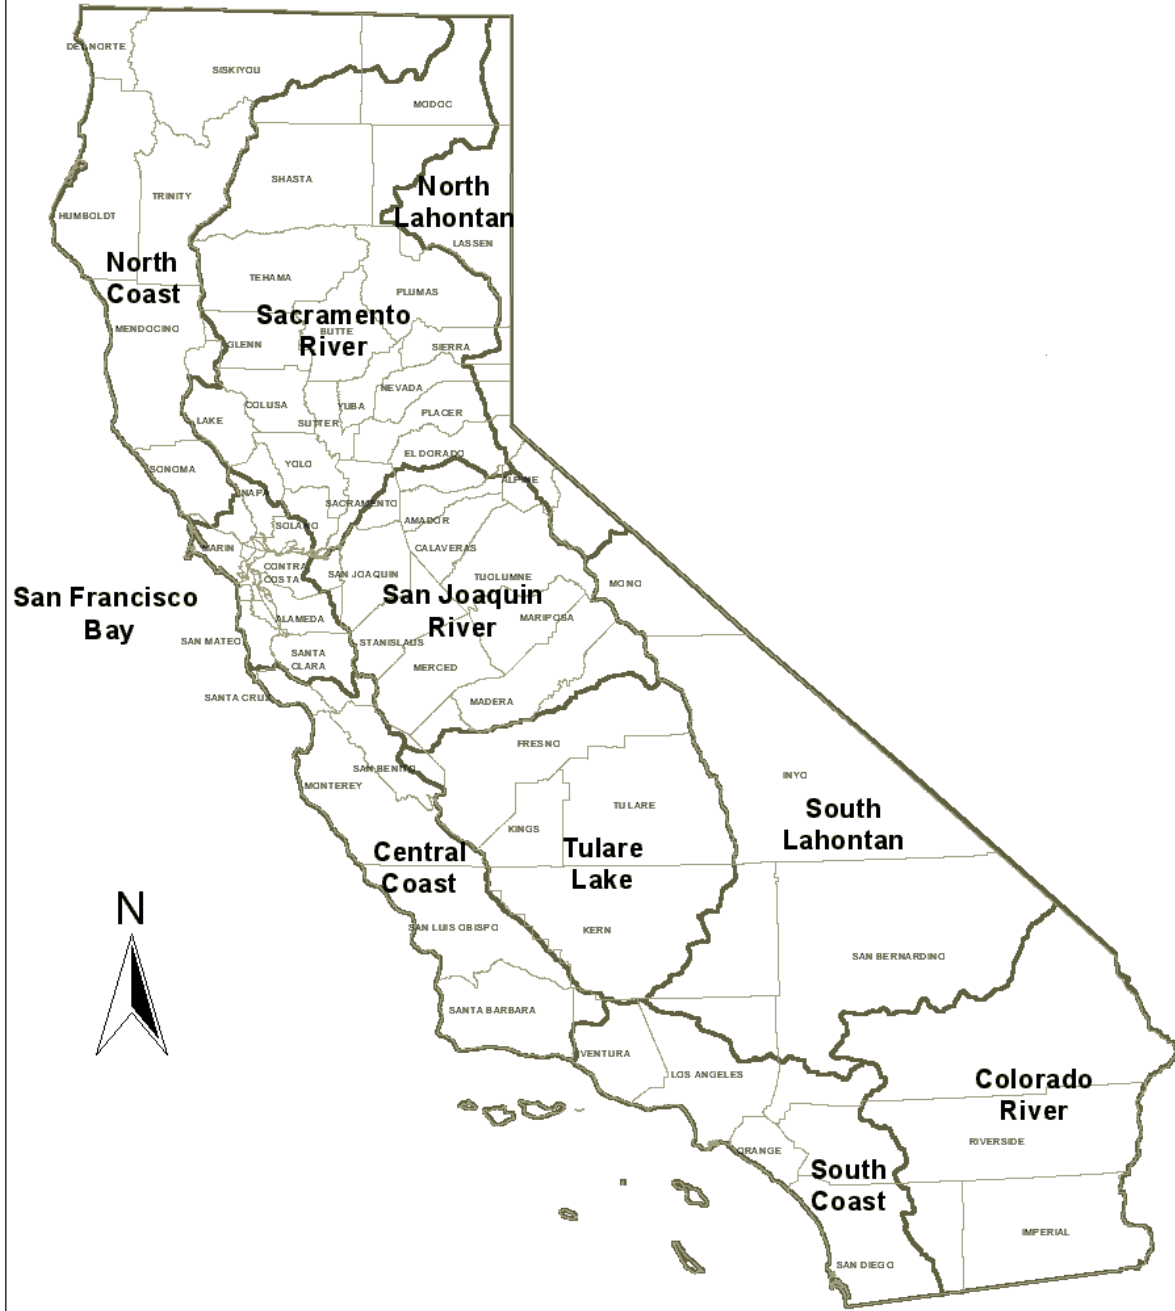 DEL NORTE
SISKIYOU
MODOC
SHASTA
TRINITY
HUMBOLDT
North
Lahontan
LASSEN
North
Coast
TEHAMA
PLUMAS
MENDOCINO
Sacramento
River
BUTTE
GLENN
SIERRA
NEVADA
COLUSA
YUBA
SUTTER
PLACER
LAKE
EL DORADO
YOLO
SONOMA
NAPA
ALPINE
SACRAMENTO
SOLANO
AMADOR
MARIN
CALAVERAS
CONTRA
COSTA
SAN JOAQUIN
TUOLUMNE
MONO
San Francisco
Bay
San Joaquin
River
MARIPOSA
ALAMEDA
SAN MATEO
STANISLAUS
SANTA
CLARA
MERCED
SANTA CRUZ
MADERA
FRESNO
SAN BENITO
MONTEREY
INYO
TULARE
KINGS
South
Lahontan
Central
Coast
Tulare
Lake
N
SAN LUIS OBISPO
KERN
SAN BERNARDINO
SANTA BARBARA
VENTURA
LOS ANGELES
Colorado
River
RIVERSIDE
ORANGE
South
Coast
IMPERIAL
SAN DIEGO